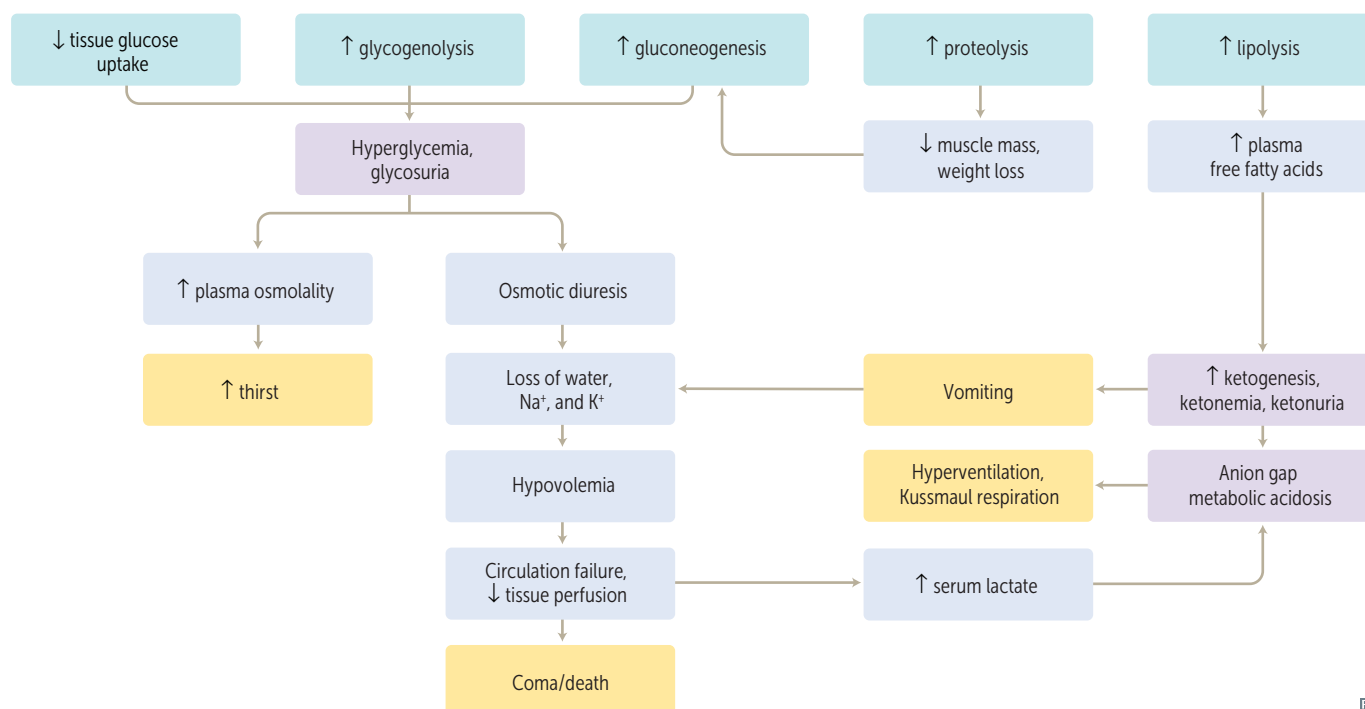 ↓ tissue glucose
uptake
↑ glycogenolysis
↑ gluconeogenesis
↑ proteolysis
↑ lipolysis
Hyperglycemia,
glycosuria
↓ muscle mass,
weight loss
↑ plasma
free fatty acids
↑ plasma osmolality
Osmotic diuresis
↑ thirst
Loss of water,
Na⁺, and K⁺
Vomiting
↑ ketogenesis,
ketonemia, ketonuria
Hypovolemia
Hyperventilation,
Kussmaul respiration
Anion gap
metabolic acidosis
Circulation failure,
↓ tissue perfusion
↑ serum lactate
Coma/death